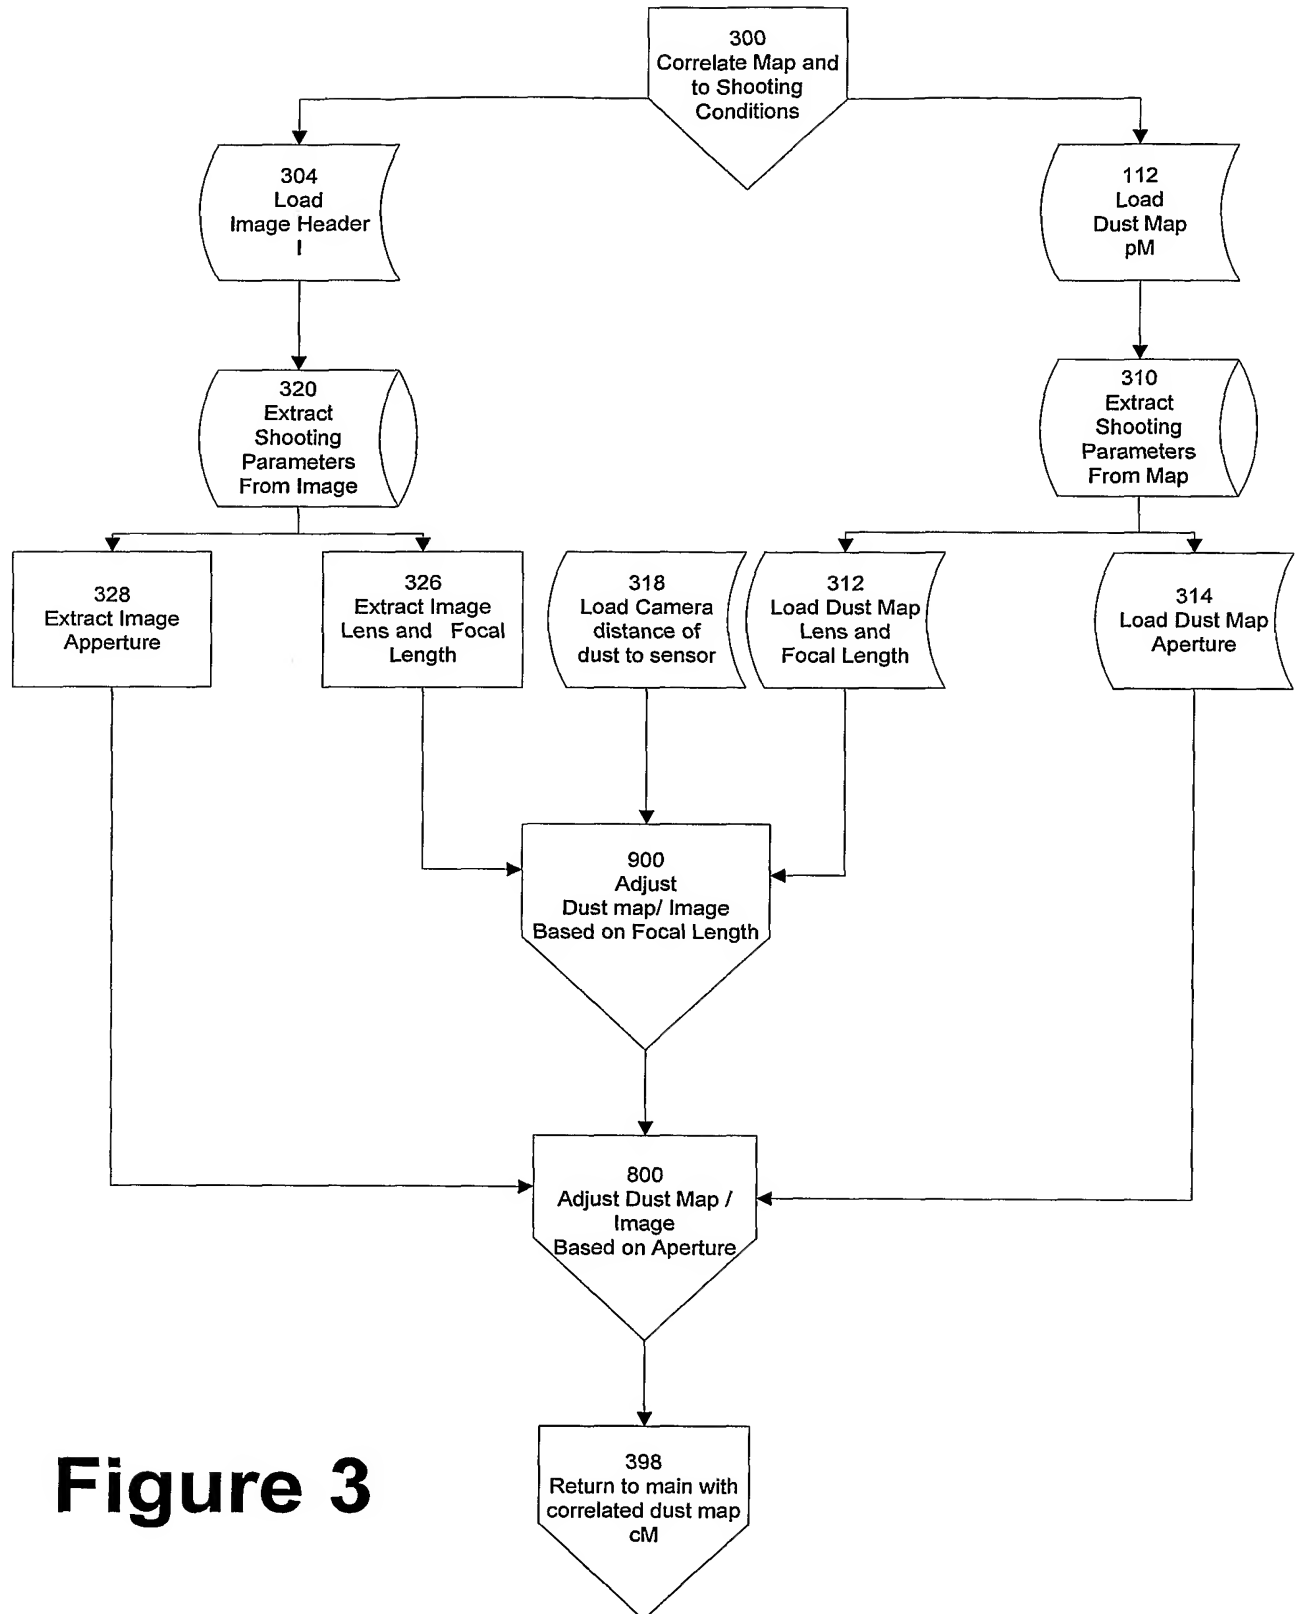 300
Correlate Map and
to Shooting
Conditions
304
Load
Image Header
I
112
Load
Dust Map
pM
320
Extract
Shooting
Parameters
From Image
310
Extract
Shooting
Parameters
From Map
328
Extract Image
Apperture
326
Extract Image
Lens and Focal
Length
318
Load Camera
distance of
dust to sensor
312
Load Dust Map
Lens and
Focal Length
314
Load Dust Map
Aperture
900
Adjust
Dust map/ Image
Based on Focal Length
800
Adjust Dust Map /
Image
Based on Aperture
398
Return to main with
correlated dust map
cM
Figure 3